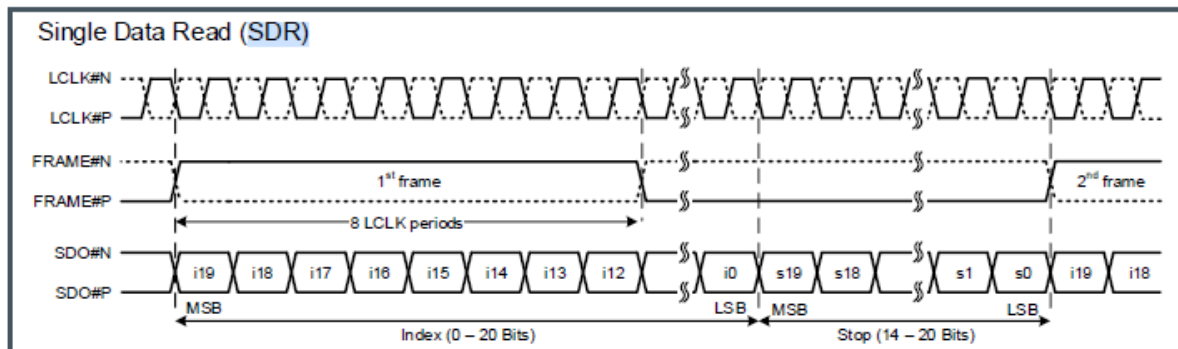 Single Data Read (SDR)
LCLK#N
LCLK#P
FRAME#N
1st frame
2nd frame
FRAME#P
8 LCLK periods
SDO#N
i19 i18 i17 i16 i15 i14 i13 i12 i0 s19 s18 s1 s0 i19 i18
SDO#P
MSB LSB MSB LSB
Index (0 – 20 Bits) Stop (14 – 20 Bits)